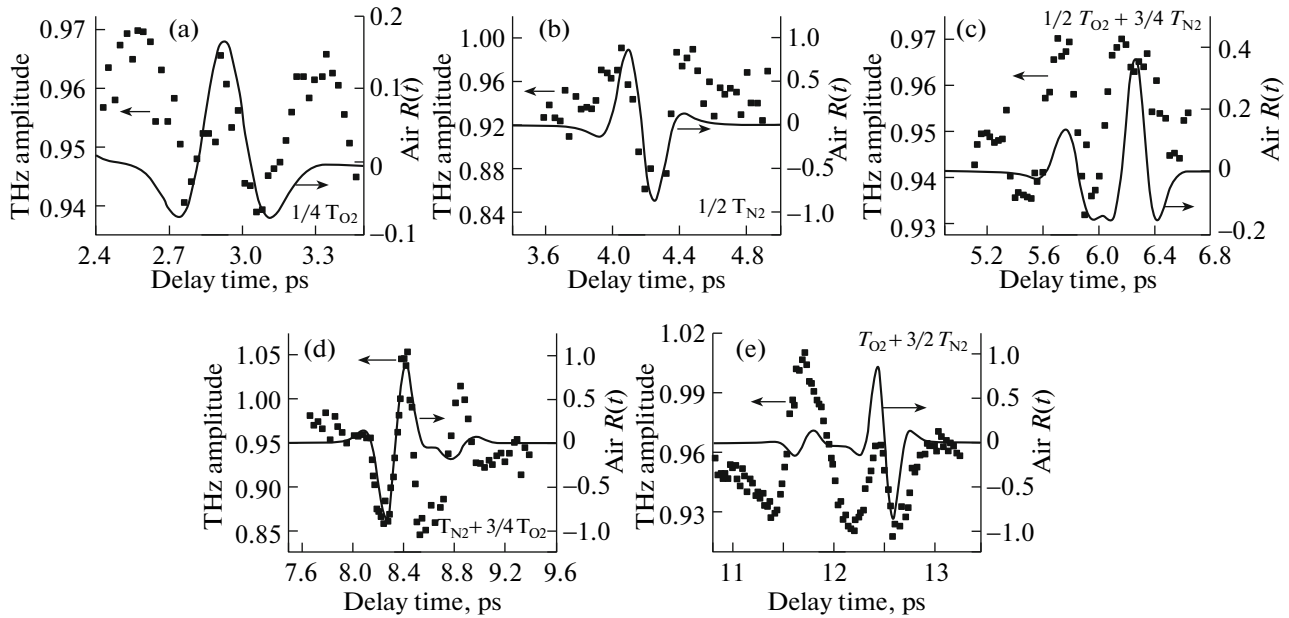 (a)
THz amplitude
0.97
0.96
0.95
0.94
0.2
0.1
0
−0.1
Air R(t)
1/4 T_O2
2.4 2.7 3.0 3.3
Delay time, ps
(b)
THz amplitude
1.00
0.96
0.92
0.88
0.84
1.0
0.5
0
−0.5
−1.0
Air R(t)
1/2 T_N2
3.6 4.0 4.4 4.8
Delay time, ps
(c)
1/2 T_O2 + 3/4 T_N2
THz amplitude
0.97
0.96
0.95
0.94
0.93
0.4
0.2
0
−0.2
Air R(t)
5.2 5.6 6.0 6.4 6.8
Delay time, ps
(d)
THz amplitude
1.05
1.00
0.95
0.90
0.85
1.0
0.5
0
−0.5
−1.0
Air R(t)
T_N2 + 3/4 T_O2
7.6 8.0 8.4 8.8 9.2 9.6
Delay time, ps
(e)
T_O2 + 3/2 T_N2
THz amplitude
1.02
0.99
0.96
0.93
1.0
0.5
0
−0.5
−1.0
Air R(t)
11 12 13
Delay time, ps